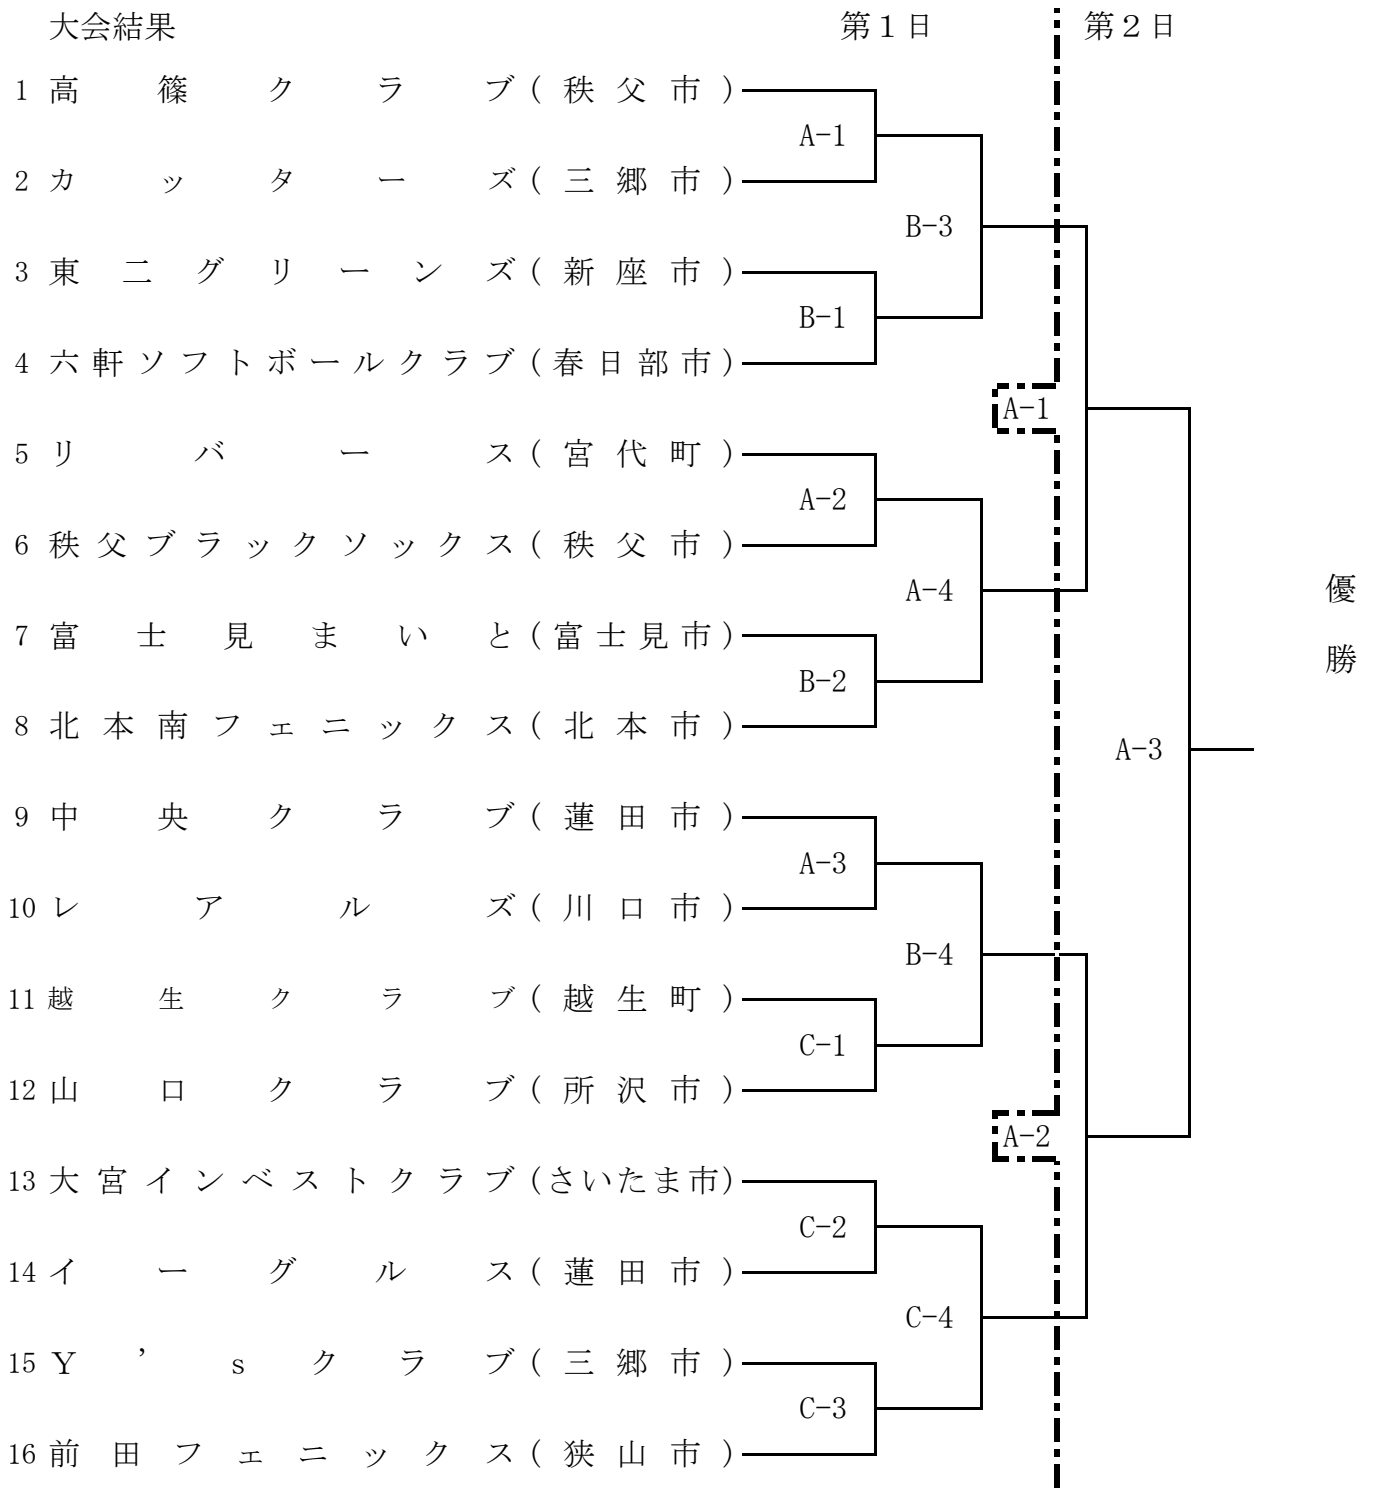 大会結果 第１日 第２日
1 高篠クラブ(秩父市)
A-1
2 カッターズ(三郷市)
B-3
3 東二グリーンズ(新座市)
B-1
4 六軒ソフトボールクラブ(春日部市)
A-1
5 リバース(宮代町)
A-2
6 秩父ブラックソックス(秩父市)
A-4
優
7 富士見まいと(富士見市)
勝
B-2
8 北本南フェニックス(北本市)
A-3
9 中央クラブ(蓮田市)
A-3
10 レアルズ(川口市)
B-4
11 越生クラブ(越生町)
C-1
12 山口クラブ(所沢市)
A-2
13 大宮インベストクラブ(さいたま市)
C-2
14 イーグルス(蓮田市)
C-4
15 Ｙ’ｓクラブ(三郷市)
C-3
16 前田フェニックス(狭山市)